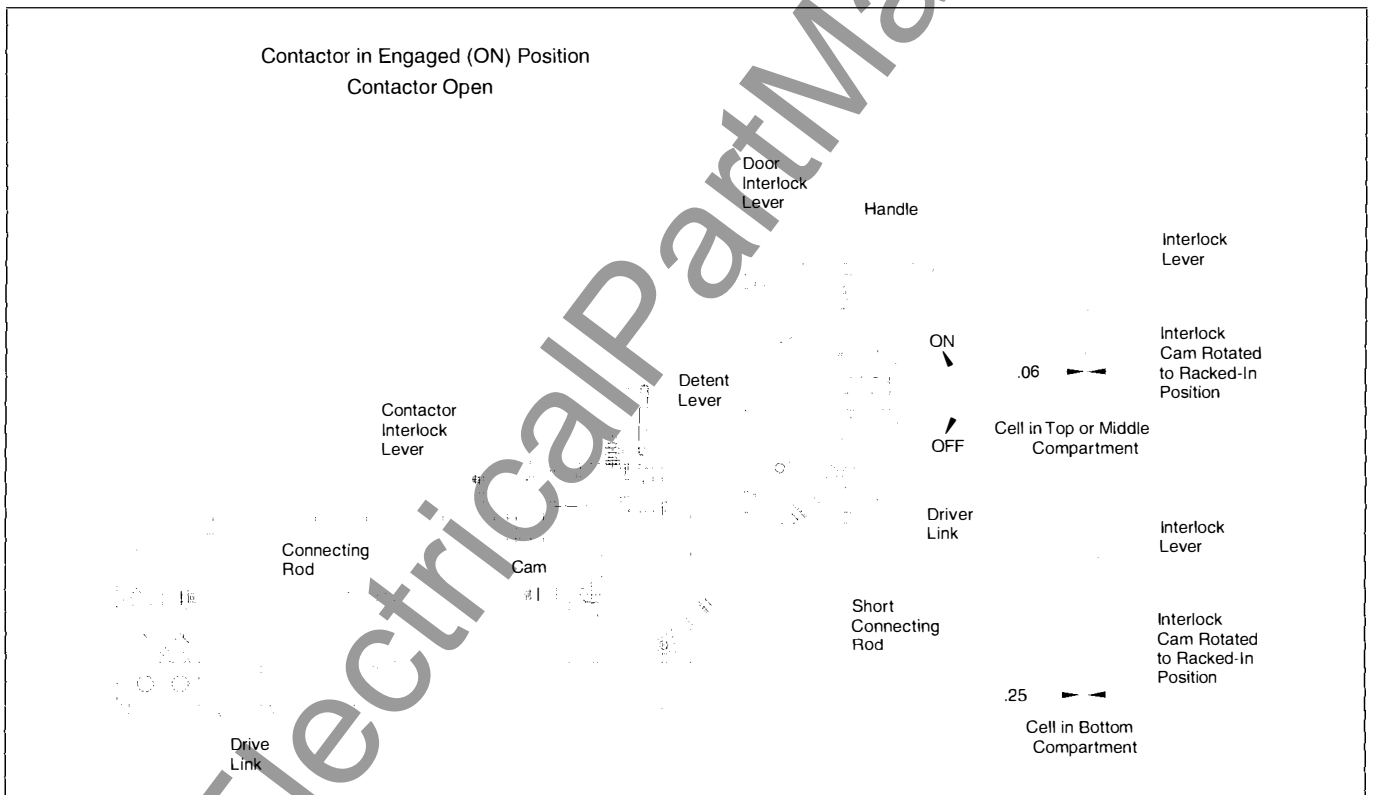 Contactor in Engaged (ON) Position
Contactor Open
Door
Interlock
Lever
Handle
Interlock
Lever
ON
Interlock
Cam Rotated
to Racked-In
Position
.06
Detent
Lever
Contactor
Interlock
Lever
OFF
Cell in Top or Middle
Compartment
Driver
Link
Interlock
Lever
Connecting
Rod
Cam
Short
Connecting
Rod
Interlock
Cam Rotated
to Racked-In
Position
.25
Cell in Bottom
Compartment
Drive
Link
ElectricalPartMa